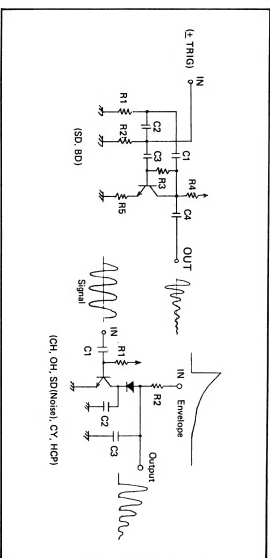 (± TRIG)
IN
R1
C2
R2
C3
C1
R3
R4
R5
C4
OUT
(SD, BD)
Signal
IN
C1
R1
R2
IN
Envelope
C2
C3
Output
(CH, OH, SD(Noise), CY, HCP)